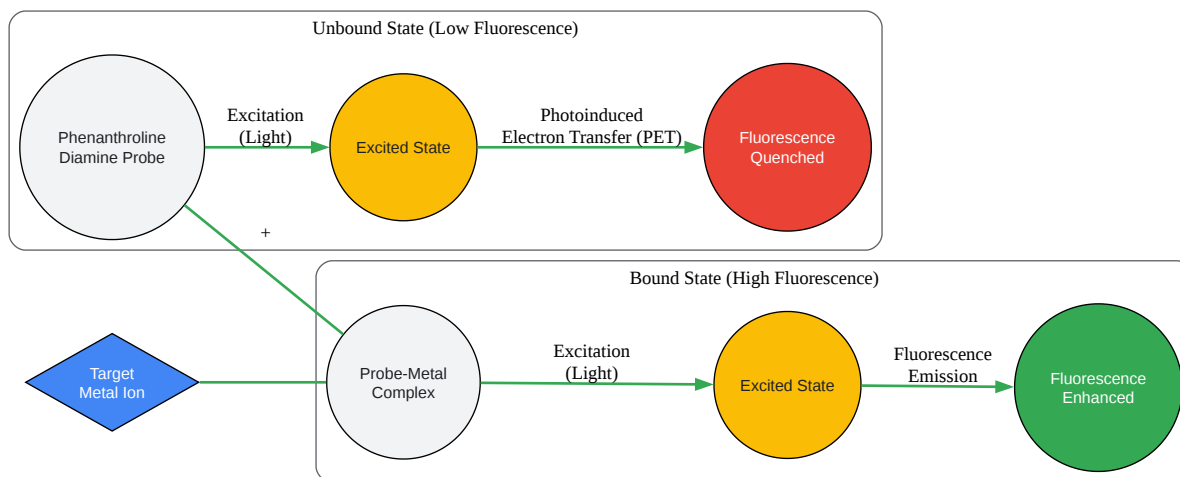 Unbound State (Low Fluorescence)
Phenanthroline
Diamine Probe
Excitation
(Light)
Excited State
Photoinduced
Electron Transfer (PET)
Fluorescence
Quenched
+
Bound State (High Fluorescence)
Target
Metal Ion
Probe-Metal
Complex
Excitation
(Light)
Excited State
Fluorescence
Emission
Fluorescence
Enhanced